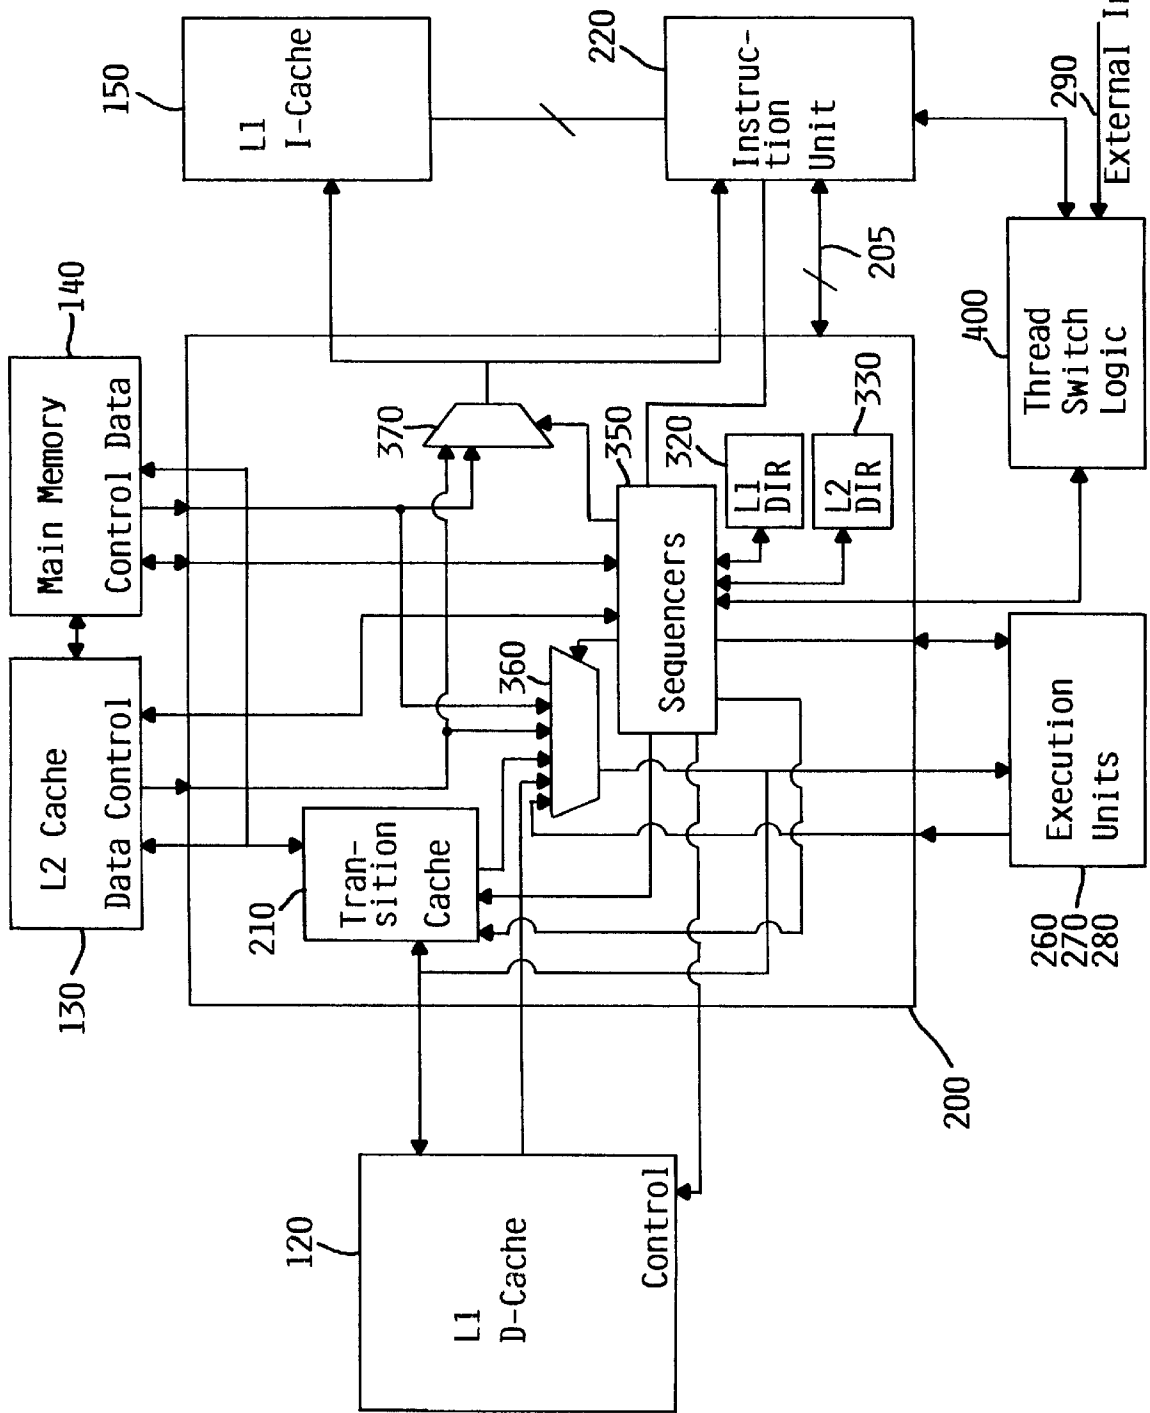 150
L1
I-Cache
220
Instruc-
tion
Unit
290
External
140
Main Memory
Control Data
205
400
Thread
Switch
Logic
370
350
320
L1
DIR
330
L2
DIR
Sequencers
360
L2 Cache
Data Control
130
210
Tran-
sition
Cache
Execution
Units
260
270
280
200
120
L1
D-Cache
Control